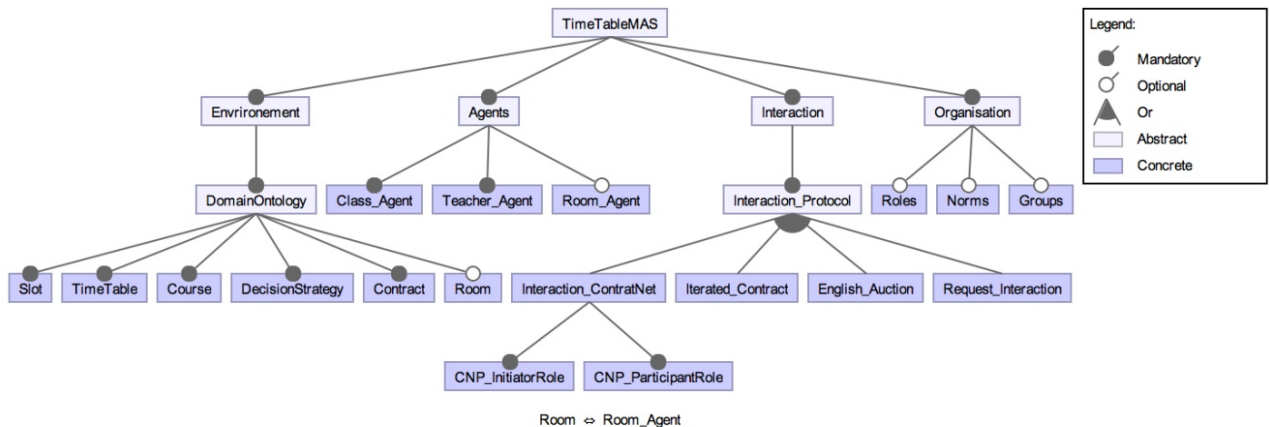 TimeTableMAS
Legend:
Mandatory
Optional
Or
Abstract
Concrete
Envrironement
Agents
Interaction
Organisation
DomainOntology
Class_Agent
Teacher_Agent
Room_Agent
Interaction_Protocol
Roles
Norms
Groups
Slot
TimeTable
Course
DecisionStrategy
Contract
Room
Interaction_ContratNet
Iterated_Contract
English_Auction
Request_Interaction
CNP_InitiatorRole
CNP_ParticipantRole
Room ⇔ Room_Agent